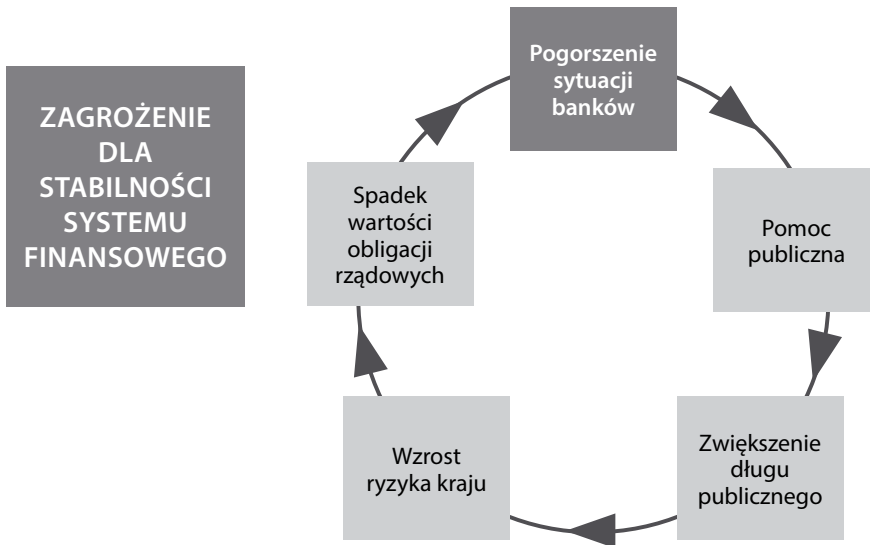 ZAGROŻENIE
DLA
STABILNOŚCI
SYSTEMU
FINANSOWEGO
Pogorszenie
sytuacji
banków
Pomoc
publiczna
Zwiększenie
długu
publicznego
Wzrost
ryzyka kraju
Spadek
wartości
obligacji
rządowych